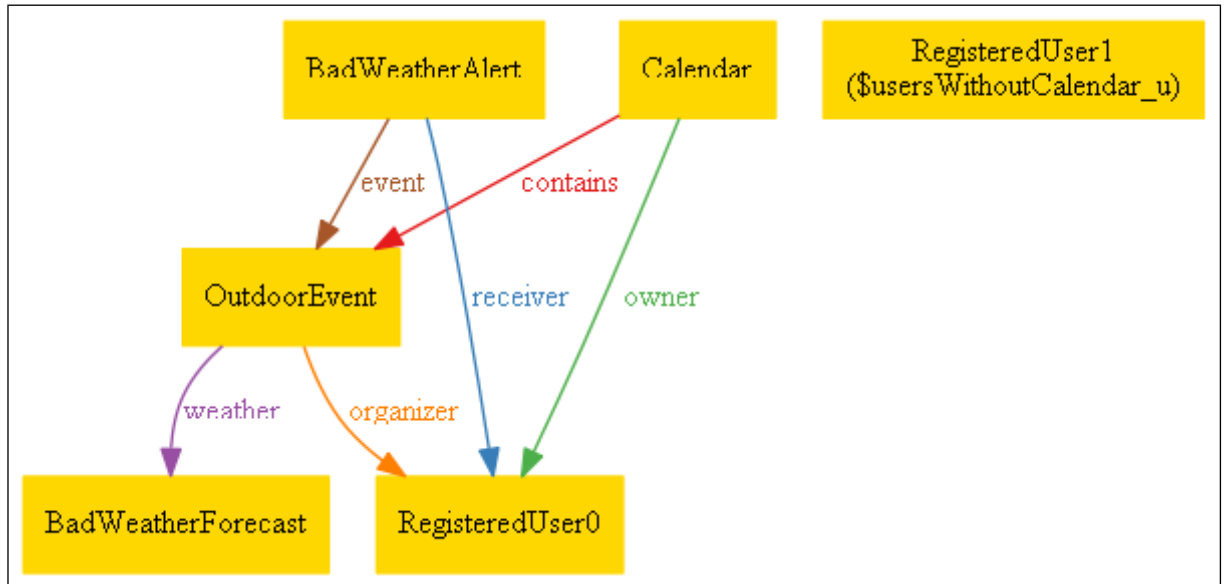 BadWeatherAlert
Calendar
RegisteredUser1
($usersWithoutCalendar_u)
event
contains
OutdoorEvent
receiver
owner
weather
organizer
BadWeatherForecast
RegisteredUser0